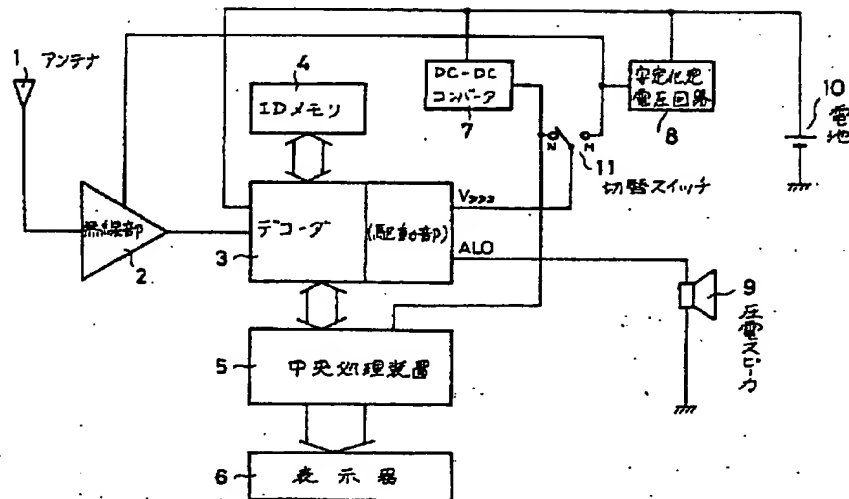 1 アンテナ
4
IDメモリ
DC-DC
コンバータ
7
安定化定
電圧回路
8
10
電池
N
M
11
切替スイッチ
無線部
2
デコーダ
3
(駆動部)
ALO
9
圧電スピーカ
5
中央処理装置
6
表示器